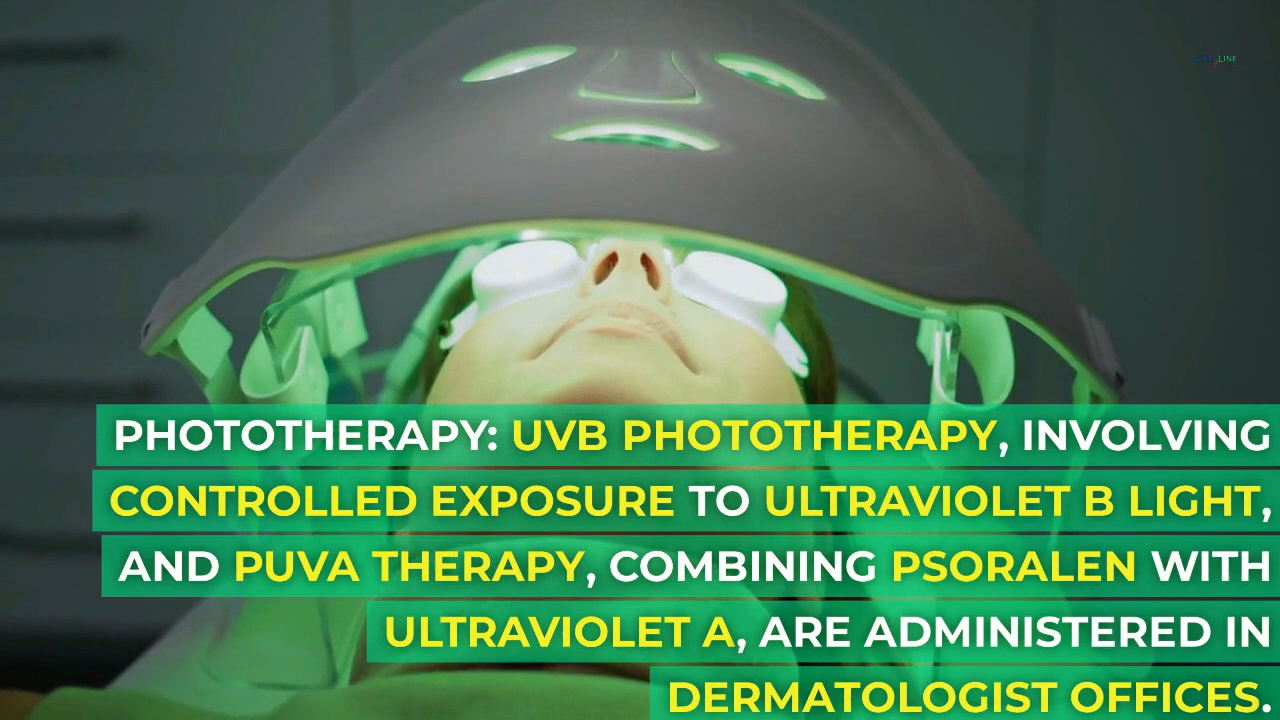 LINE
PHOTOTHERAPY: UVB PHOTOTHERAPY, INVOLVING
CONTROLLED EXPOSURE TO ULTRAVIOLET B LIGHT,
AND PUVA THERAPY, COMBINING PSORALEN WITH
ULTRAVIOLET A, ARE ADMINISTERED IN
DERMATOLOGIST OFFICES.